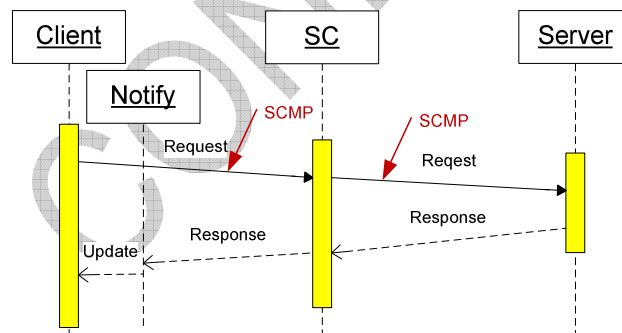 Client
SC
Server
Notify
SCMP
SCMP
Request
Reqest
Response
Response
Update